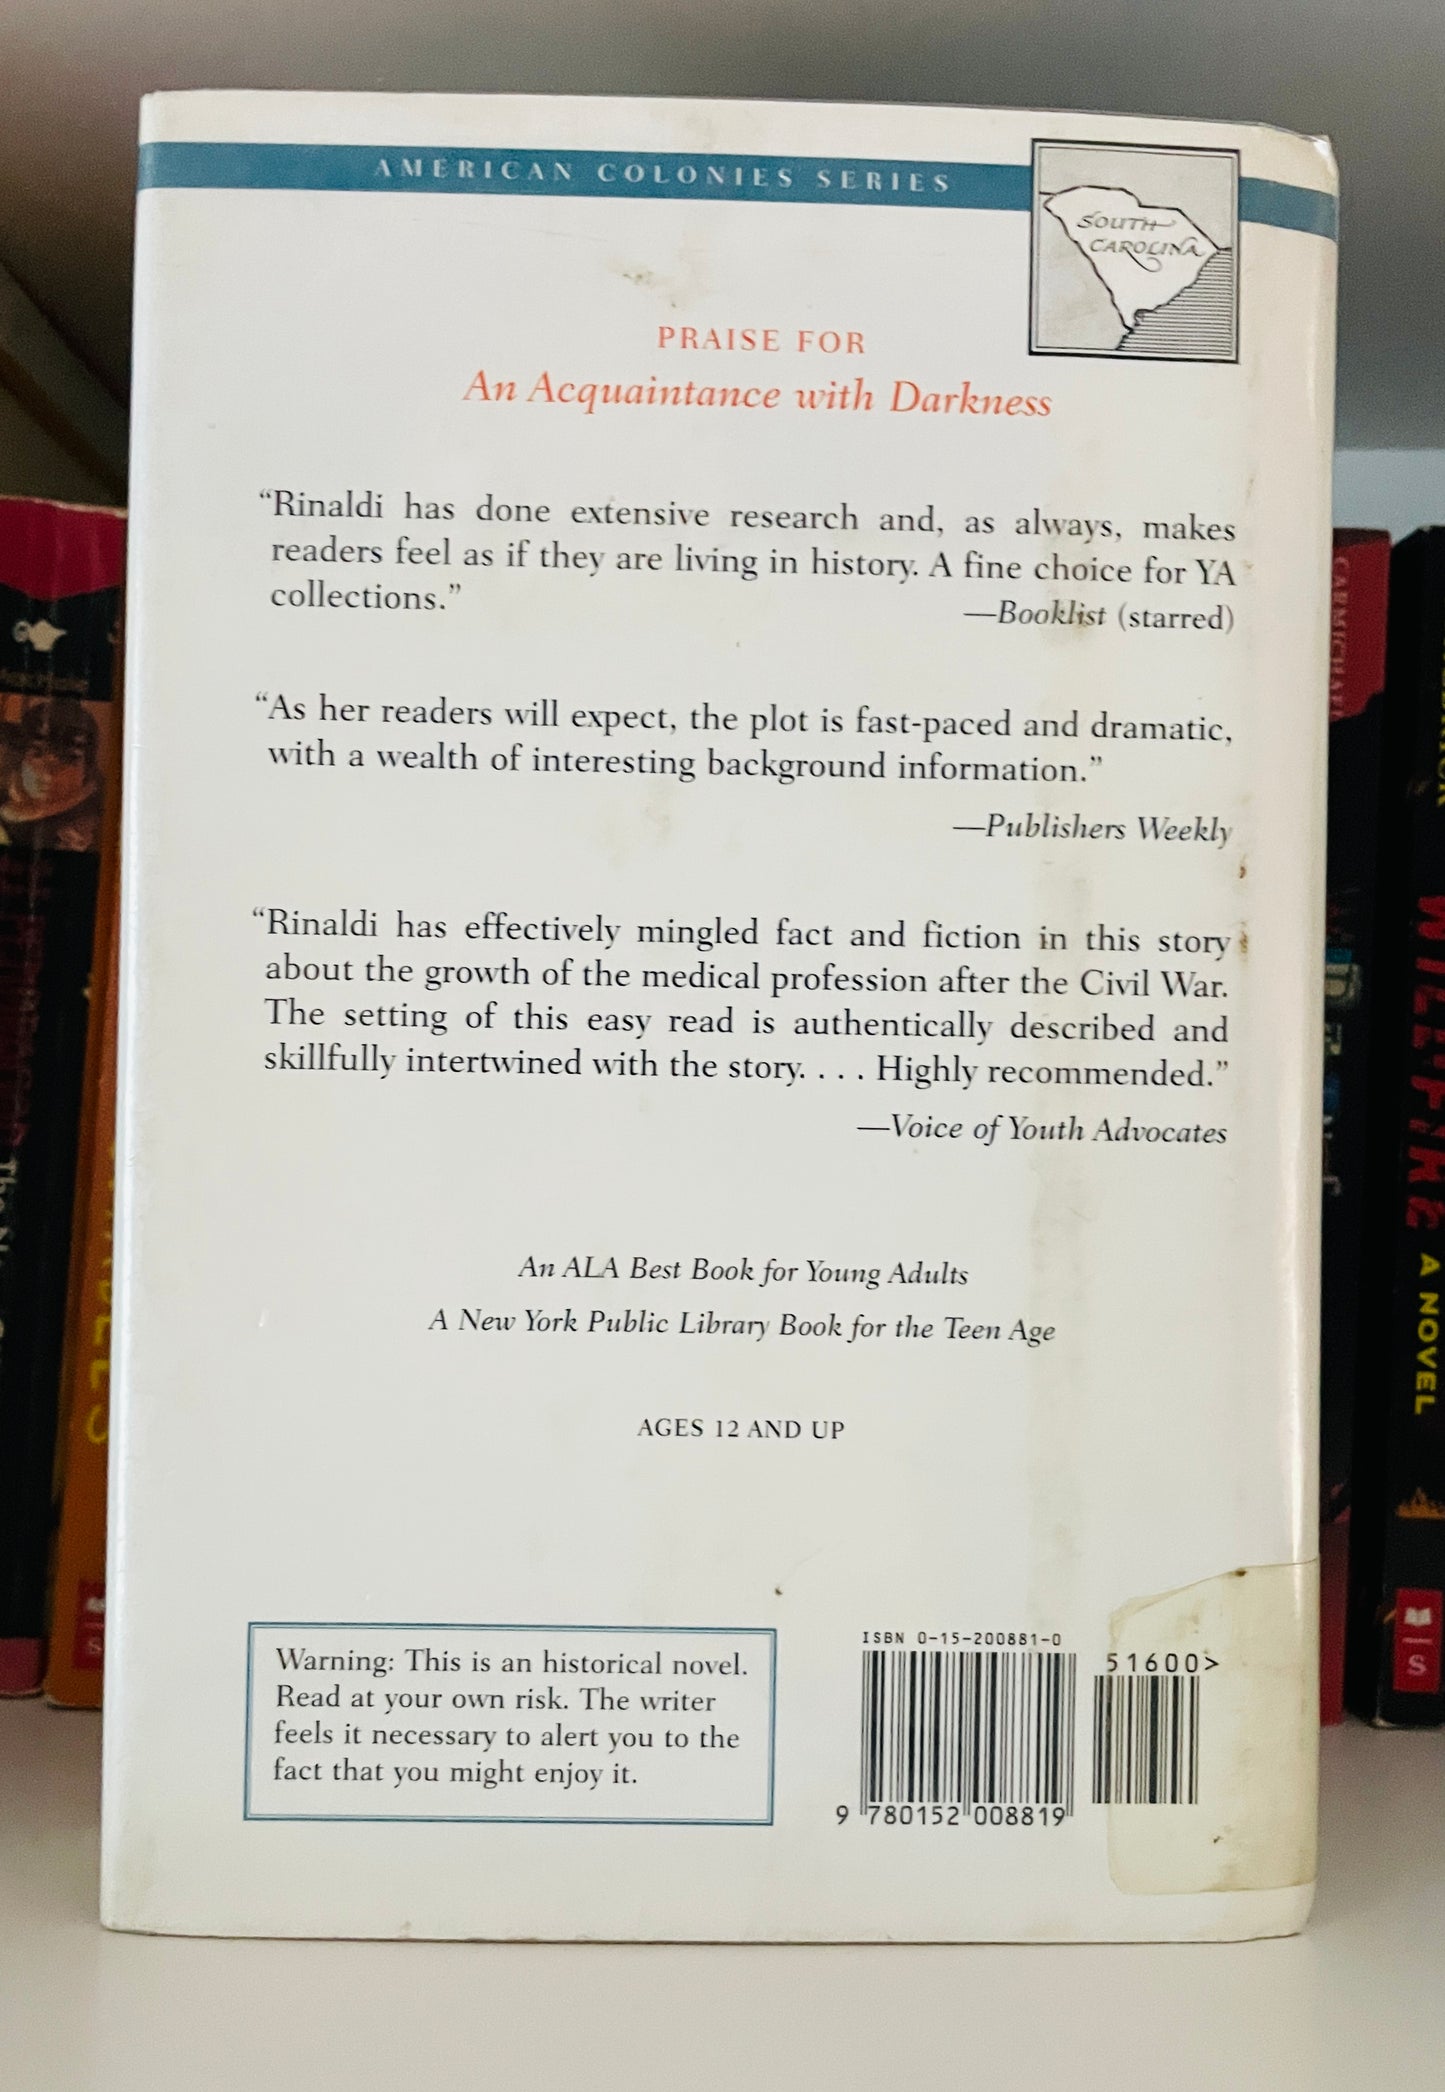 AMERICAN COLONIES SERIES
SOUTH
CAROLINA
PRAISE FOR
An Acquaintance with Darkness
“Rinaldi has done extensive research and, as always, makes
readers feel as if they are living in history. A fine choice for YA
collections.” —Booklist (starred)
“As her readers will expect, the plot is fast-paced and dramatic,
with a wealth of interesting background information.”
—Publishers Weekly
“Rinaldi has effectively mingled fact and fiction in this story
about the growth of the medical profession after the Civil War.
The setting of this easy read is authentically described and
skillfully intertwined with the story. . . . Highly recommended.”
—Voice of Youth Advocates
An ALA Best Book for Young Adults
A New York Public Library Book for the Teen Age
AGES 12 AND UP
Warning: This is an historical novel.
Read at your own risk. The writer
feels it necessary to alert you to the
fact that you might enjoy it.
ISBN 0-15-200881-0
51600>
9 780152 008819
A NOVEL
S